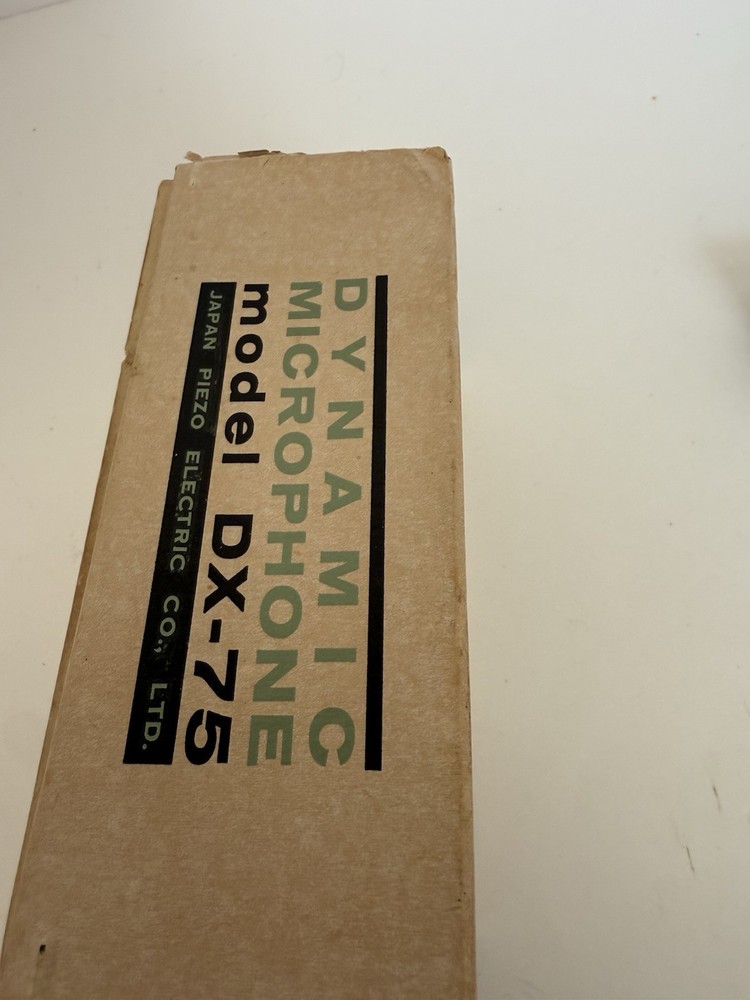 DYNAMIC
MICROPHONE
model DX-75
JAPAN PIEZO ELECTRIC CO., LTD.